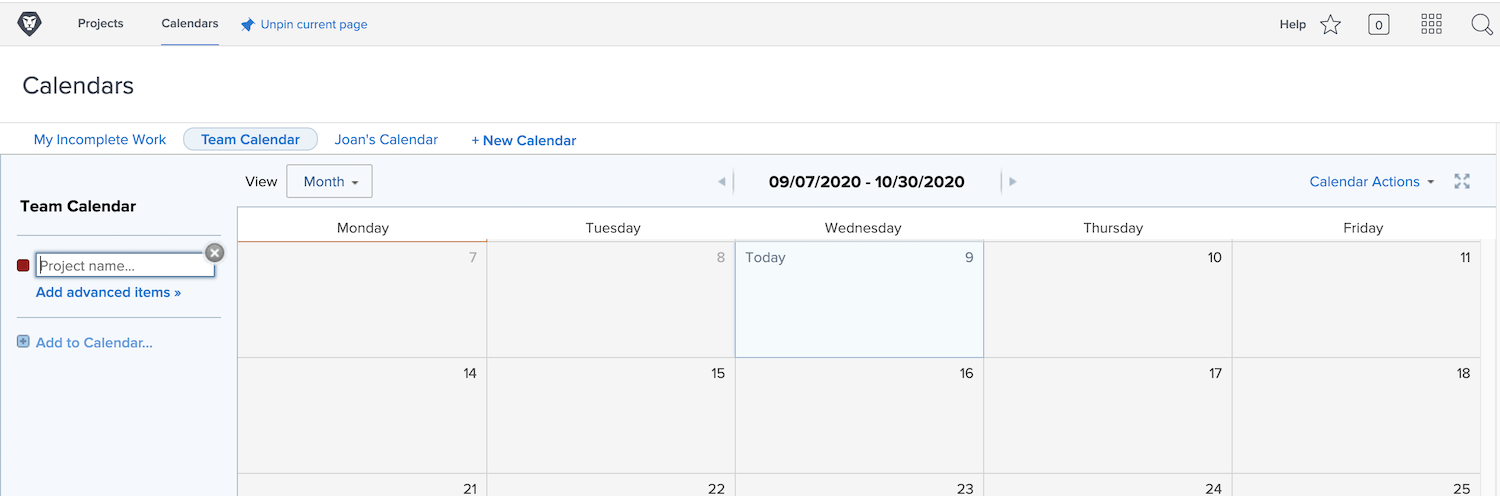 Projects Calendars Unpin current page Help 0
Calendars
My Incomplete Work Team Calendar Joan's Calendar + New Calendar
View Month 09/07/2020 - 10/30/2020 Calendar Actions
Team Calendar
Monday Tuesday Wednesday Thursday Friday
7 8 Today 9 10 11
Project name...
Add advanced items »
Add to Calendar...
14 15 16 17 18
21 22 23 24 25